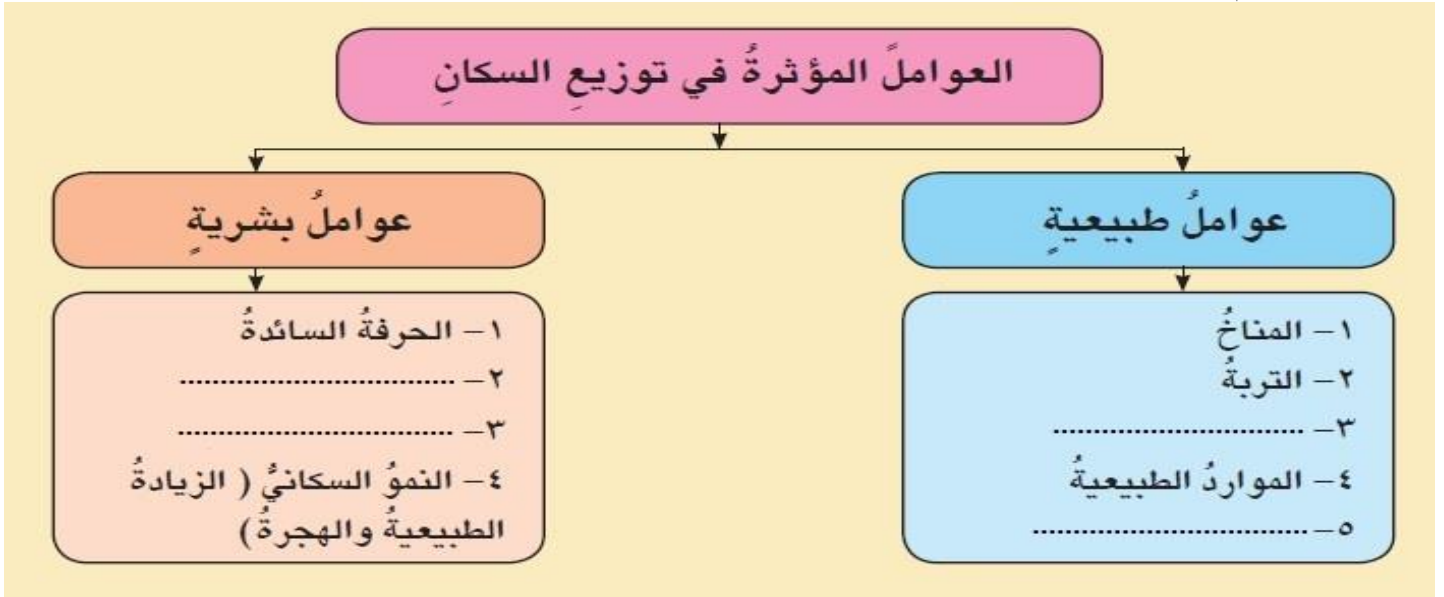 العواملً المؤثرةُ في توزيعِ السكانِ
عواملُ طبيعيةٍ
١– المناخُ
٢– التربةُ
٣– ..............................
٤– المواردُ الطبيعيةُ
٥– .................................
عواملُ بشريةٍ
١– الحرفةُ السائدةُ
٢– .................................
٣– .................................
٤– النموُ السكانيُّ ( الزيادةُ
الطبيعيةُ والهجرةُ)